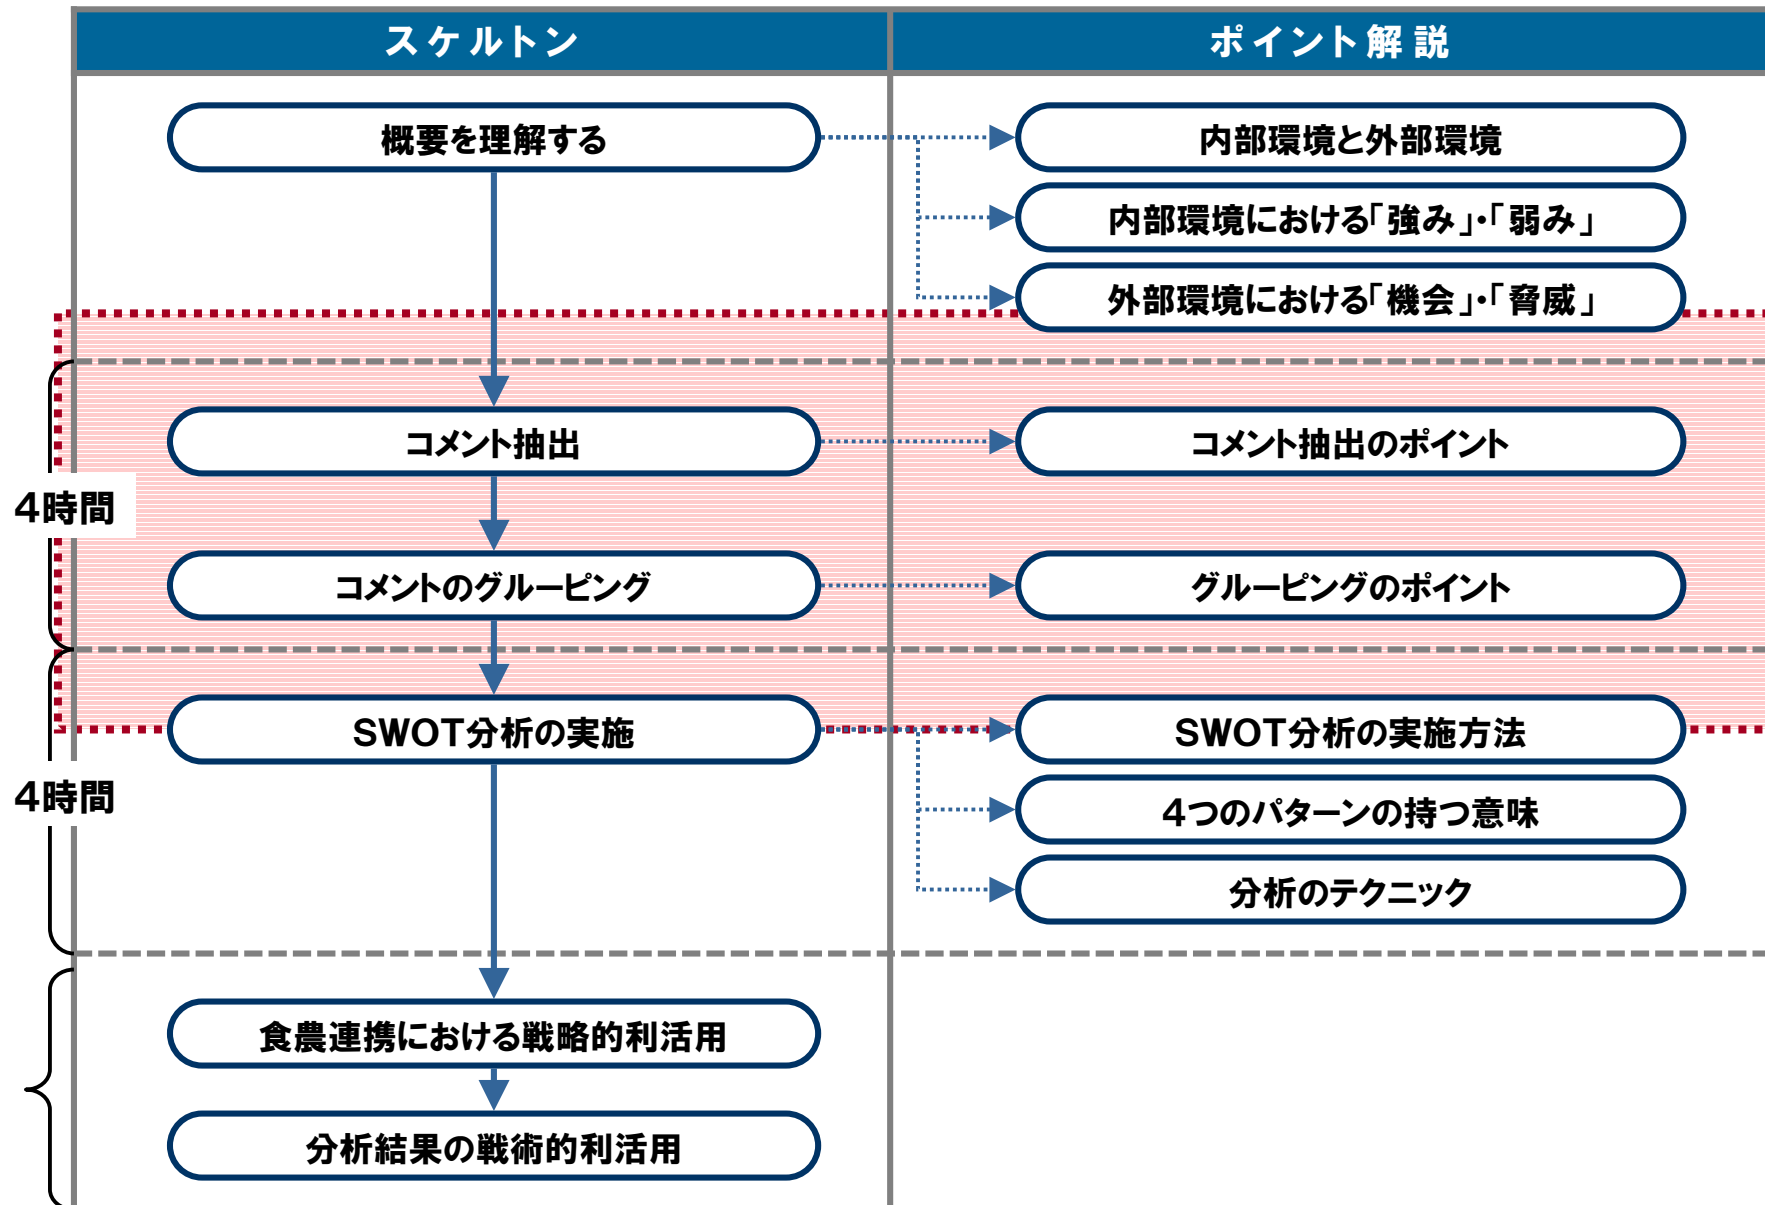 スケルトン
ポイント解説
概要を理解する
内部環境と外部環境
内部環境における「強み」・「弱み」
外部環境における「機会」・「脅威」
コメント抽出
コメント抽出のポイント
4時間
コメントのグルーピング
グルーピングのポイント
SWOT分析の実施
SWOT分析の実施方法
4時間
4つのパターンの持つ意味
分析のテクニック
食農連携における戦略的利活用
分析結果の戦術的利活用